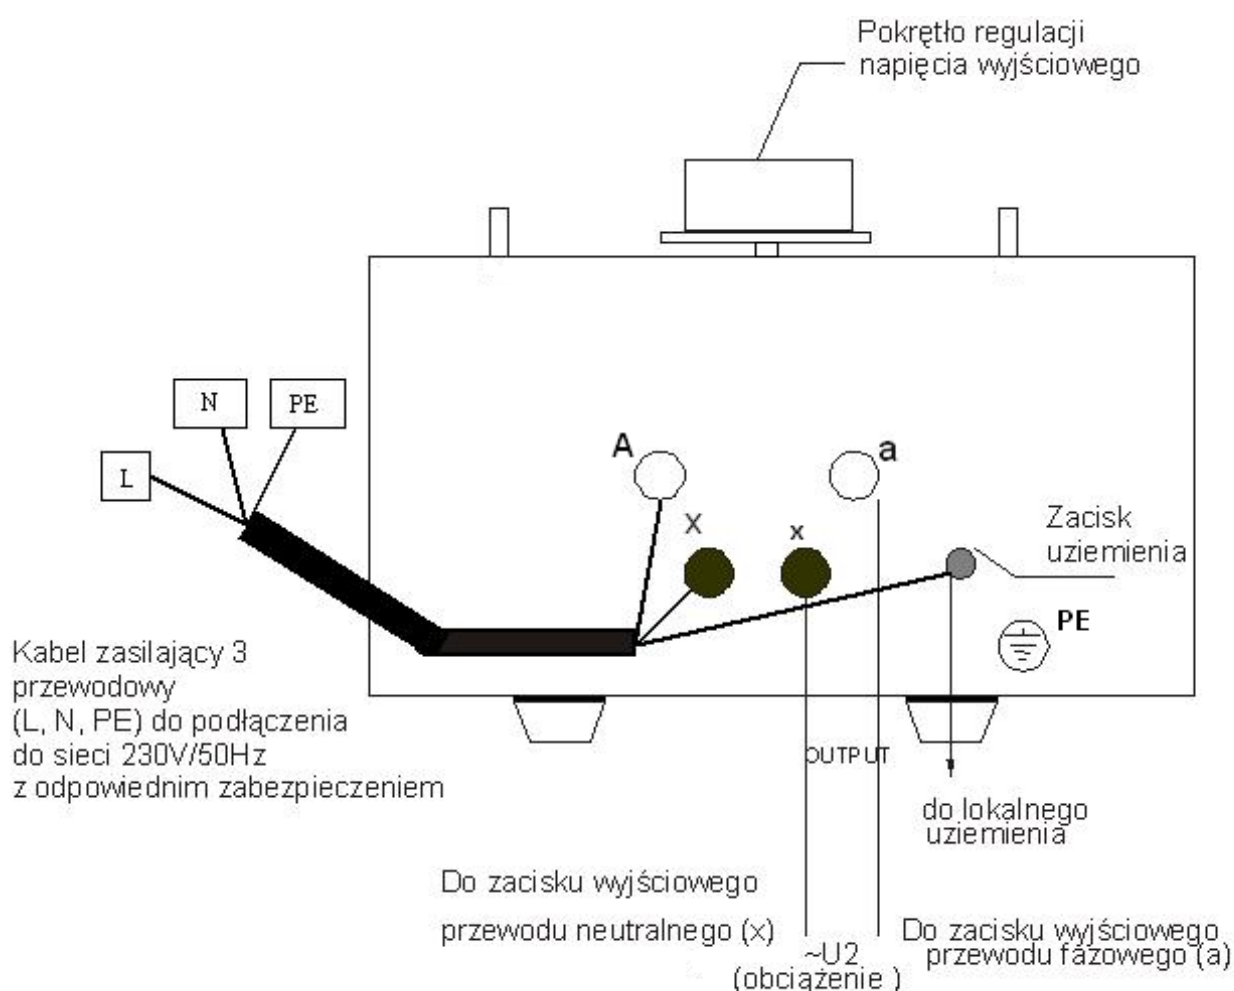 Pokrętło regulacji
napięcia wyjściowego
N
PE
L
A
a
X
x
Zacisk
uziemienia
PE
Kabel zasilający 3
przewodowy
(L, N, PE) do podłączenia
do sieci 230V/50Hz
z odpowiednim zabezpieczeniem
OUTPUT
do lokalnego
uziemienia
Do zacisku wyjściowego
przewodu neutralnego (x)
~U2
(obciążenie )
Do zacisku wyjściowego
przewodu fazowego (a)